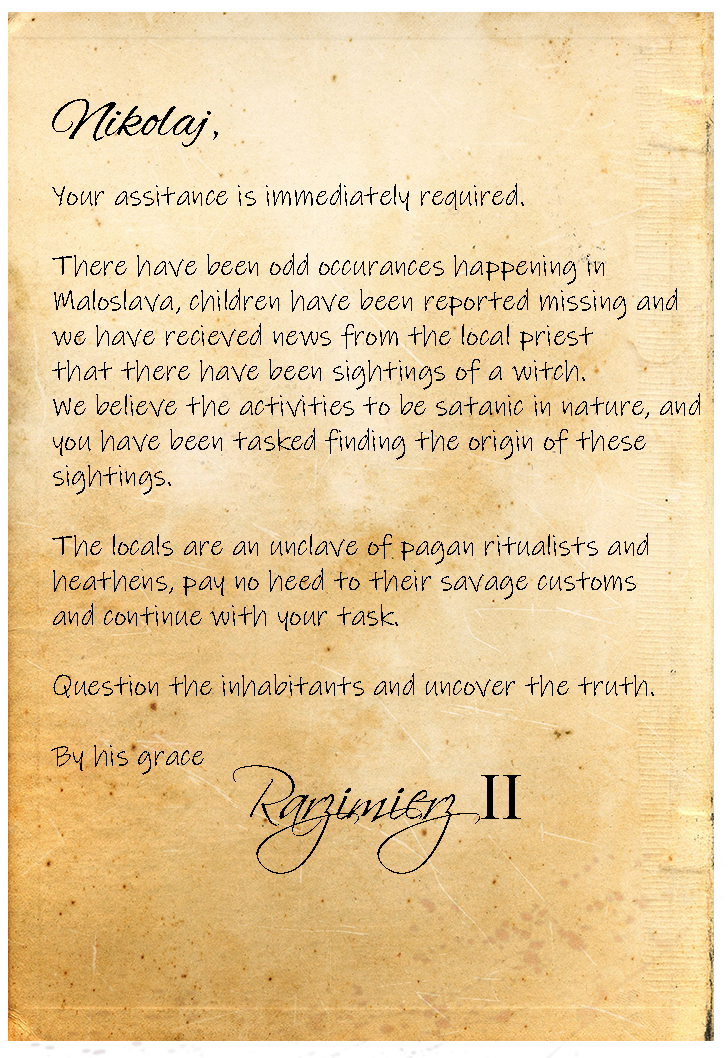 Nikolaj,
Your assitance is immediately required.
There have been odd occurances happening in
Maloslava, children have been reported missing and
we have recieved news from the local priest
that there have been sightings of a witch.
We believe the activities to be satanic in nature, and
you have been tasked finding the origin of these
sightings.
The locals are an unclave of pagan ritualists and
heathens, pay no heed to their savage customs
and continue with your task.
Question the inhabitants and uncover the truth.
By his grace
Rarzimierz II